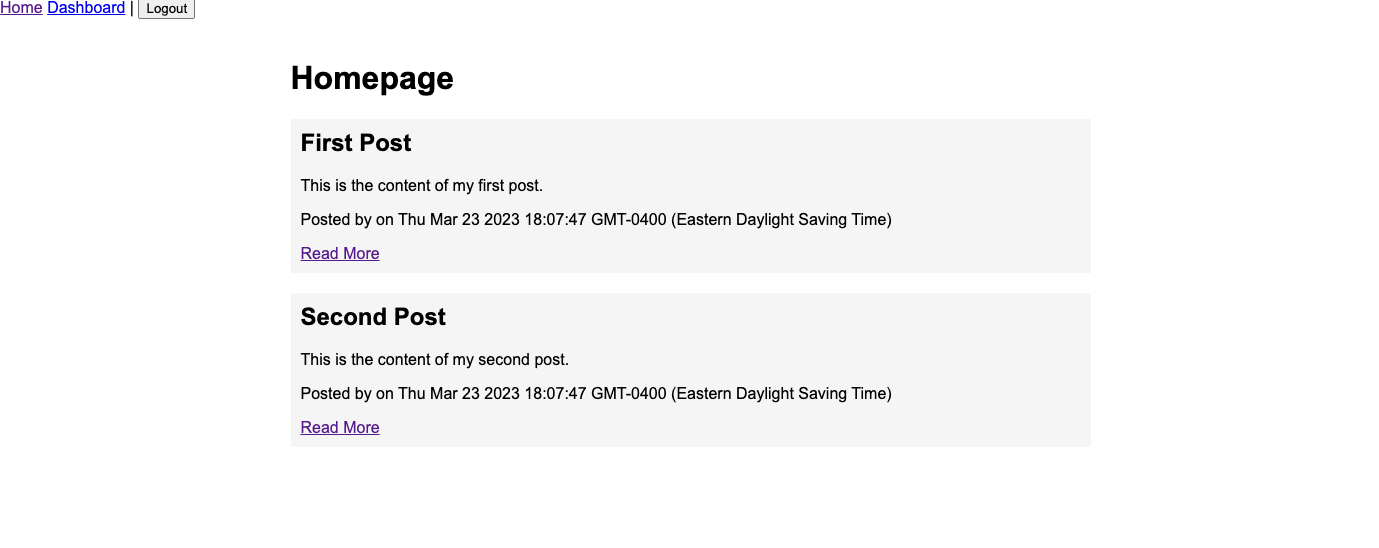 Home Dashboard | Logout
Homepage
First Post
This is the content of my first post.
Posted by on Thu Mar 23 2023 18:07:47 GMT-0400 (Eastern Daylight Saving Time)
Read More
Second Post
This is the content of my second post.
Posted by on Thu Mar 23 2023 18:07:47 GMT-0400 (Eastern Daylight Saving Time)
Read More